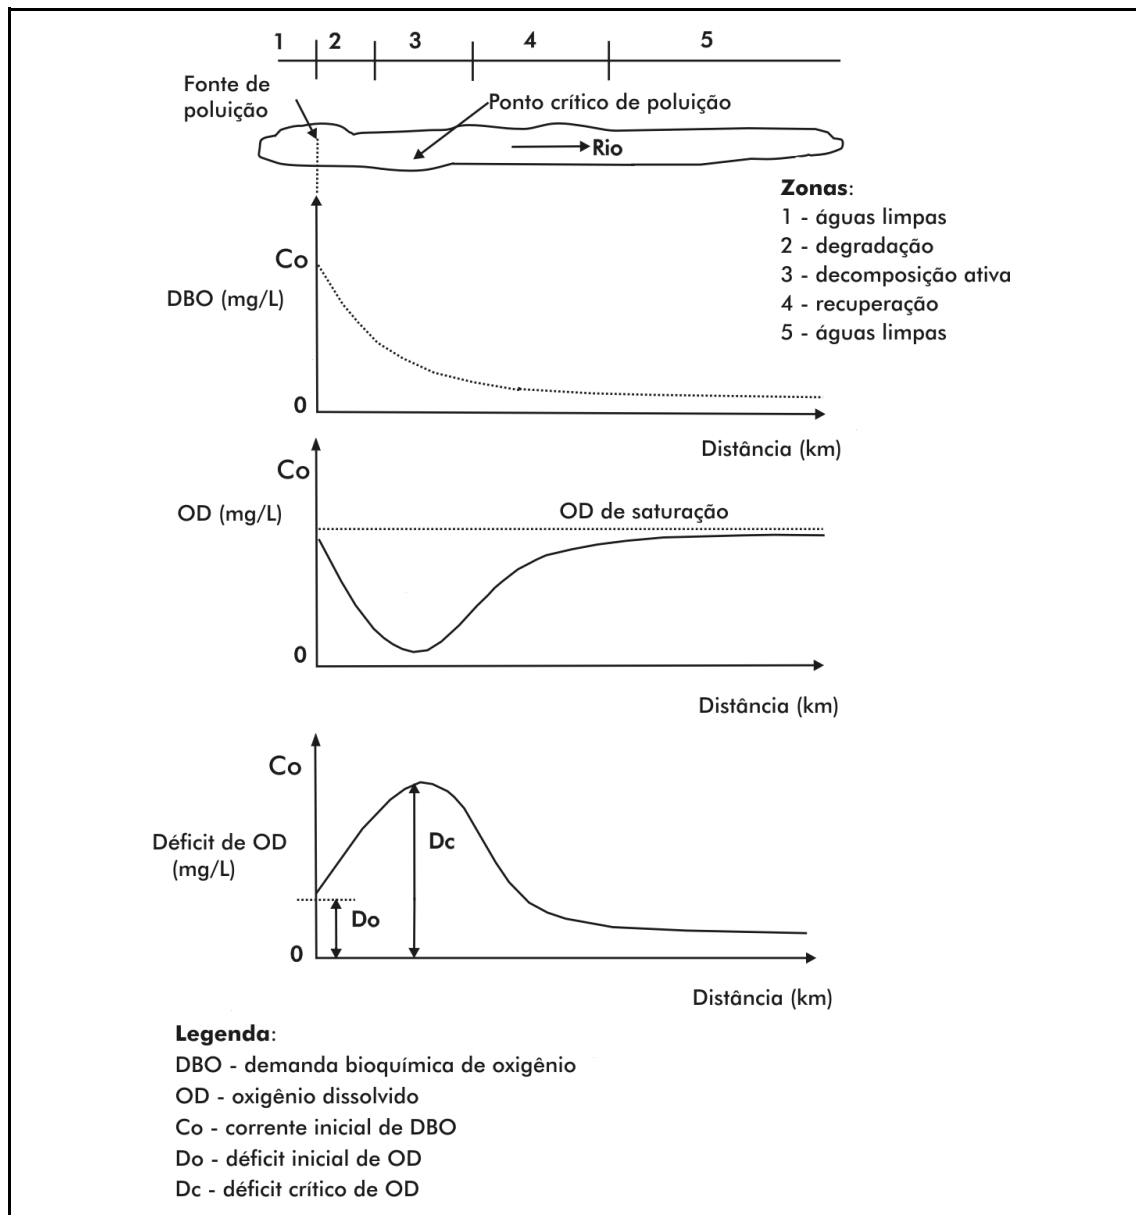 1 2 3 4 5
Fonte de
poluição
Ponto crítico de poluição
Rio
Zonas:
1 - águas limpas
2 - degradação
3 - decomposição ativa
4 - recuperação
5 - águas limpas
Co
DBO (mg/L)
0
Distância (km)
Co
OD (mg/L)
OD de saturação
0
Distância (km)
Co
Déficit de OD
(mg/L)
Dc
Do
0
Distância (km)
Legenda:
DBO - demanda bioquímica de oxigênio
OD - oxigênio dissolvido
Co - corrente inicial de DBO
Do - déficit inicial de OD
Dc - déficit crítico de OD